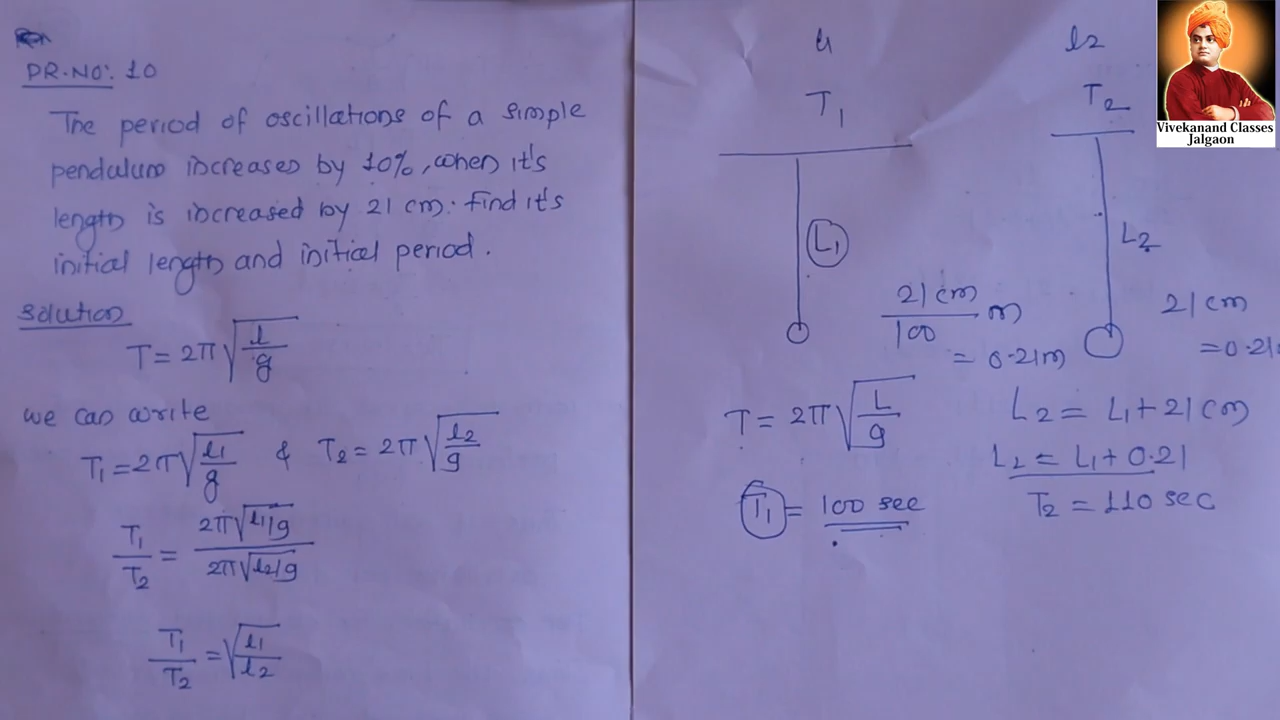 PR.NO: 10
The period of oscillations of a simple
pendulum increases by 10%, when it's
length is increased by 21 cm. Find it's
initial length and initial period.
Solution
T = 2π√(l/g)
we can write
T₁ = 2π√(l₁/g) & T₂ = 2π√(l₂/g)
T₁/T₂ = 2π√(l₁/g) / 2π√(l₂/g)
T₁/T₂ = √(l₁/l₂)
l₁
T₁
L₁
21 cm / 100 m
= 0.21m
T = 2π√(L/g)
T₁ = 100 sec
l₂
T₂
L₂
21 cm
= 0.21
L₂ = L₁ + 21 cm
L₂ = L₁ + 0.21
T₂ = 110 sec
Vivekanand Classes
Jalgaon